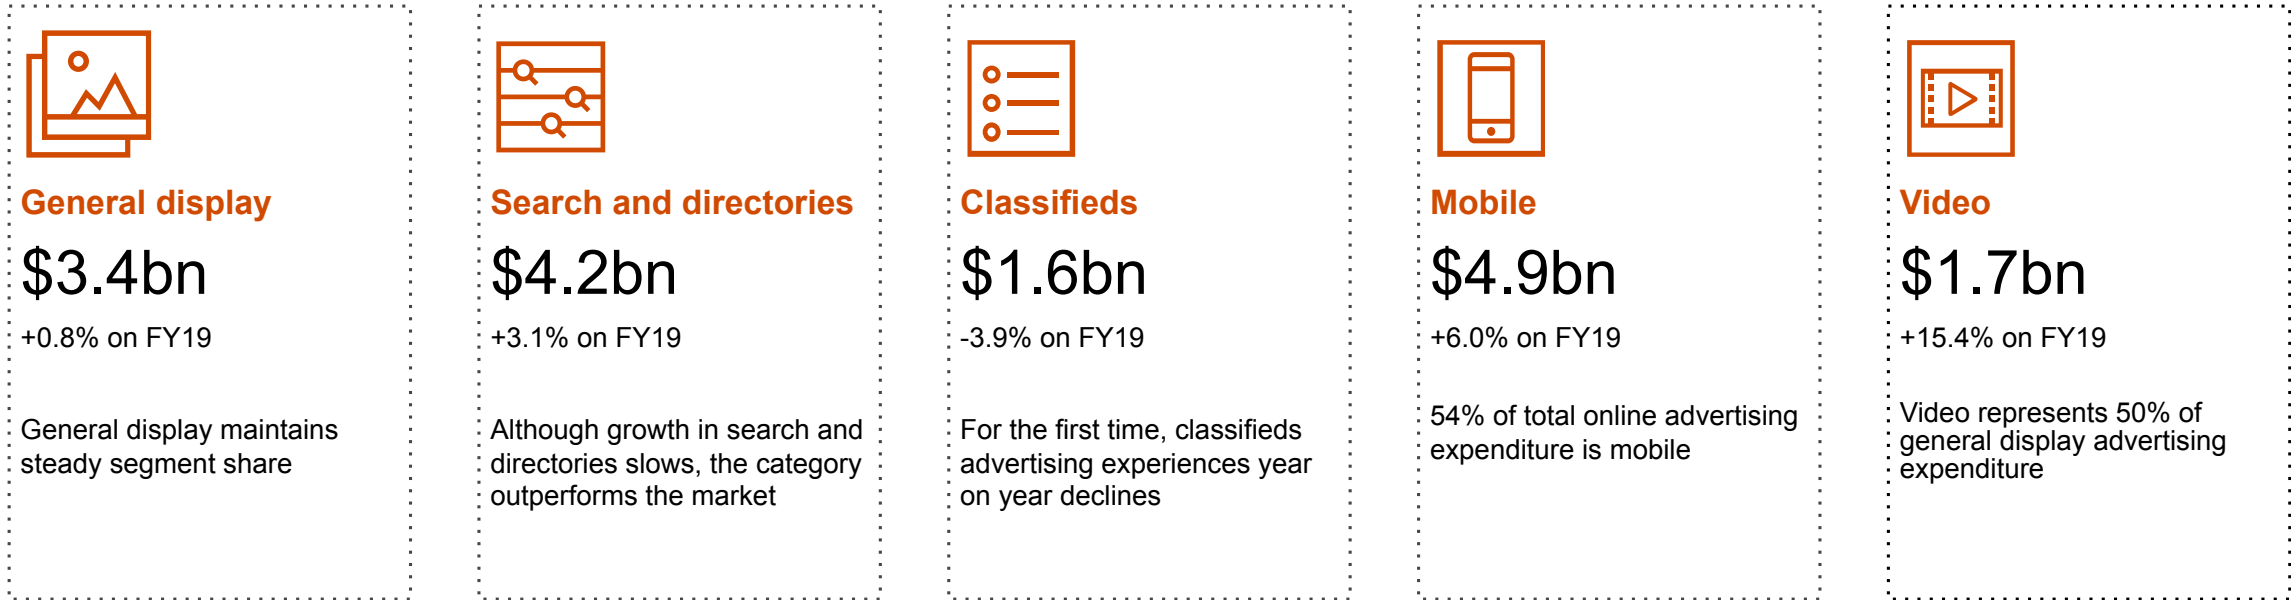 General display
$3.4bn
+0.8% on FY19
General display maintains
steady segment share
Search and directories
$4.2bn
+3.1% on FY19
Although growth in search and
directories slows, the category
outperforms the market
Classifieds
$1.6bn
-3.9% on FY19
For the first time, classifieds
advertising experiences year
on year declines
Mobile
$4.9bn
+6.0% on FY19
54% of total online advertising
expenditure is mobile
Video
$1.7bn
+15.4% on FY19
Video represents 50% of
general display advertising
expenditure